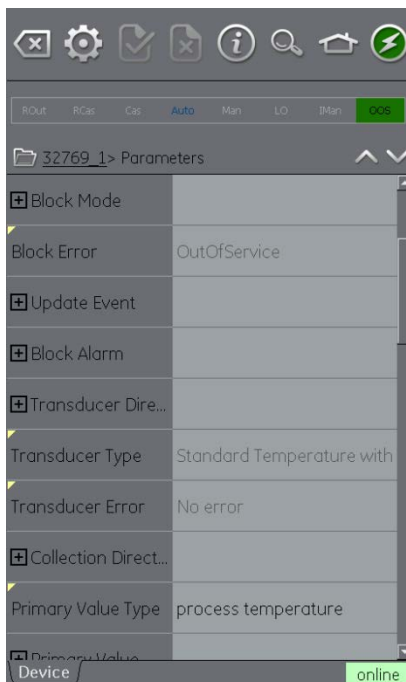 ROut RCas Cas Auto Man LO IMan OOS
32769_1> Parameters
Block Mode
Block Error OutOfService
Update Event
Block Alarm
Transducer Dire...
Transducer Type Standard Temperature with
Transducer Error No error
Collection Direct...
Primary Value Type process temperature
Primary Value
Device online